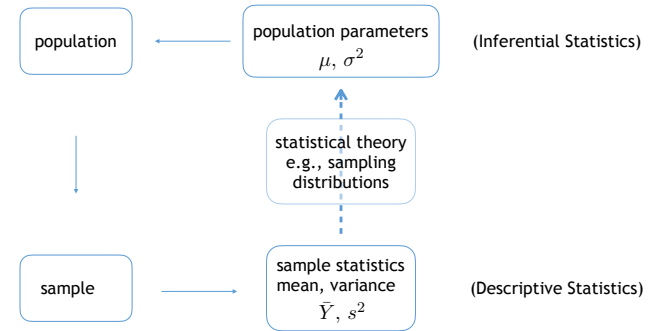 population
population parameters
μ, σ²
(Inferential Statistics)
statistical theory
e.g., sampling
distributions
sample
sample statistics
mean, variance
Ȳ, s²
(Descriptive Statistics)